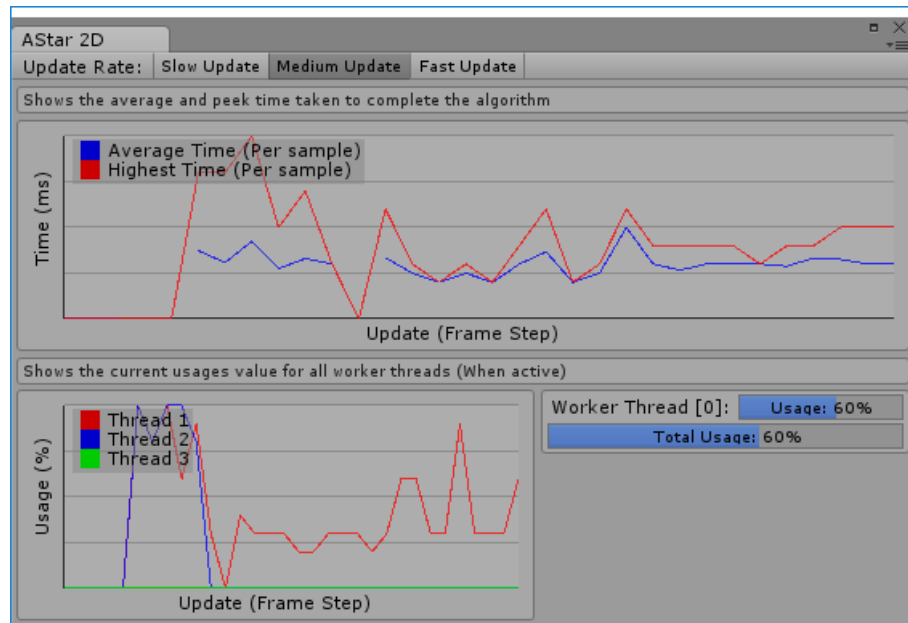 AStar 2D
Update Rate: Slow Update Medium Update Fast Update
Shows the average and peek time taken to complete the algorithm
Average Time (Per sample)
Highest Time (Per sample)
Time (ms)
Update (Frame Step)
Shows the current usages value for all worker threads (When active)
Thread 1
Thread 2
Thread 3
Usage (%)
Update (Frame Step)
Worker Thread [0]: Usage: 60%
Total Usage: 60%